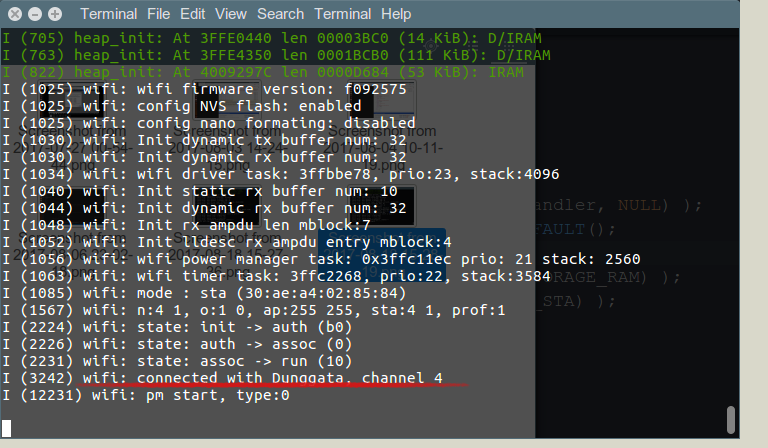 Terminal File Edit View Search Terminal Help
I (705) heap_init: At 3FFE0440 len 00003BC0 (14 KiB): D/IRAM
I (763) heap_init: At 3FFE4350 len 0001BCB0 (111 KiB): D/IRAM
I (822) heap_init: At 4009297C len 0000D684 (53 KiB): IRAM
I (1025) wifi: wifi firmware version: f092575
I (1025) wifi: config NVS flash: enabled
I (1025) wifi: config nano formating: disabled
I (1030) wifi: Init dynamic tx buffer num: 32
I (1030) wifi: Init dynamic rx buffer num: 32
I (1034) wifi: wifi driver task: 3ffbbe78, prio:23, stack:4096
I (1040) wifi: Init static rx buffer num: 10
I (1044) wifi: Init dynamic rx buffer num: 32
I (1048) wifi: Init rx ampdu len mblock:7
I (1052) wifi: Init lldesc rx ampdu entry mblock:4
I (1056) wifi: wifi power manager task: 0x3ffc11ec prio: 21 stack: 2560
I (1063) wifi: wifi timer task: 3ffc2268, prio:22, stack:3584
I (1085) wifi: mode : sta (30:ae:a4:02:85:84)
I (1567) wifi: n:4 1, o:1 0, ap:255 255, sta:4 1, prof:1
I (2224) wifi: state: init -> auth (b0)
I (2226) wifi: state: auth -> assoc (0)
I (2231) wifi: state: assoc -> run (10)
I (3242) wifi: connected with Dunggata, channel 4
I (12231) wifi: pm start, type:0
andler, NULL) );
FAULT();
RAGE_RAM) );
_STA) );